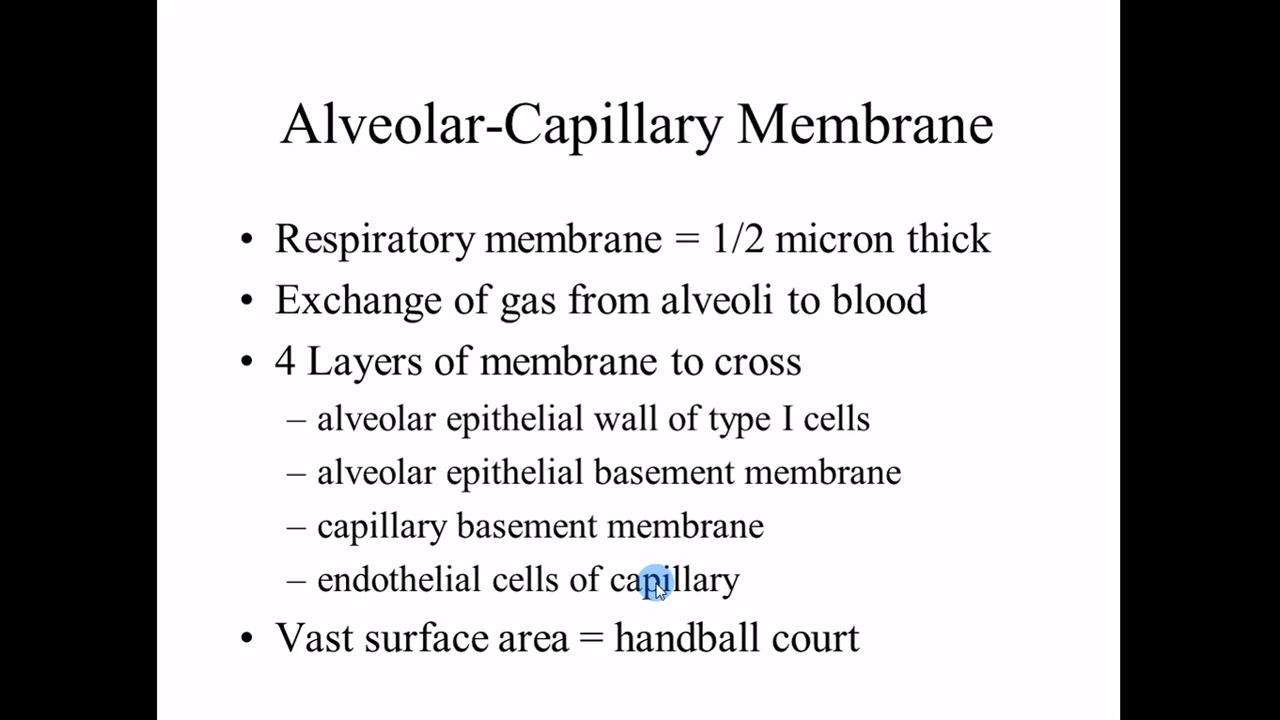 Alveolar-Capillary Membrane
• Respiratory membrane = 1/2 micron thick
• Exchange of gas from alveoli to blood
• 4 Layers of membrane to cross
– alveolar epithelial wall of type I cells
– alveolar epithelial basement membrane
– capillary basement membrane
– endothelial cells of capillary
• Vast surface area = handball court